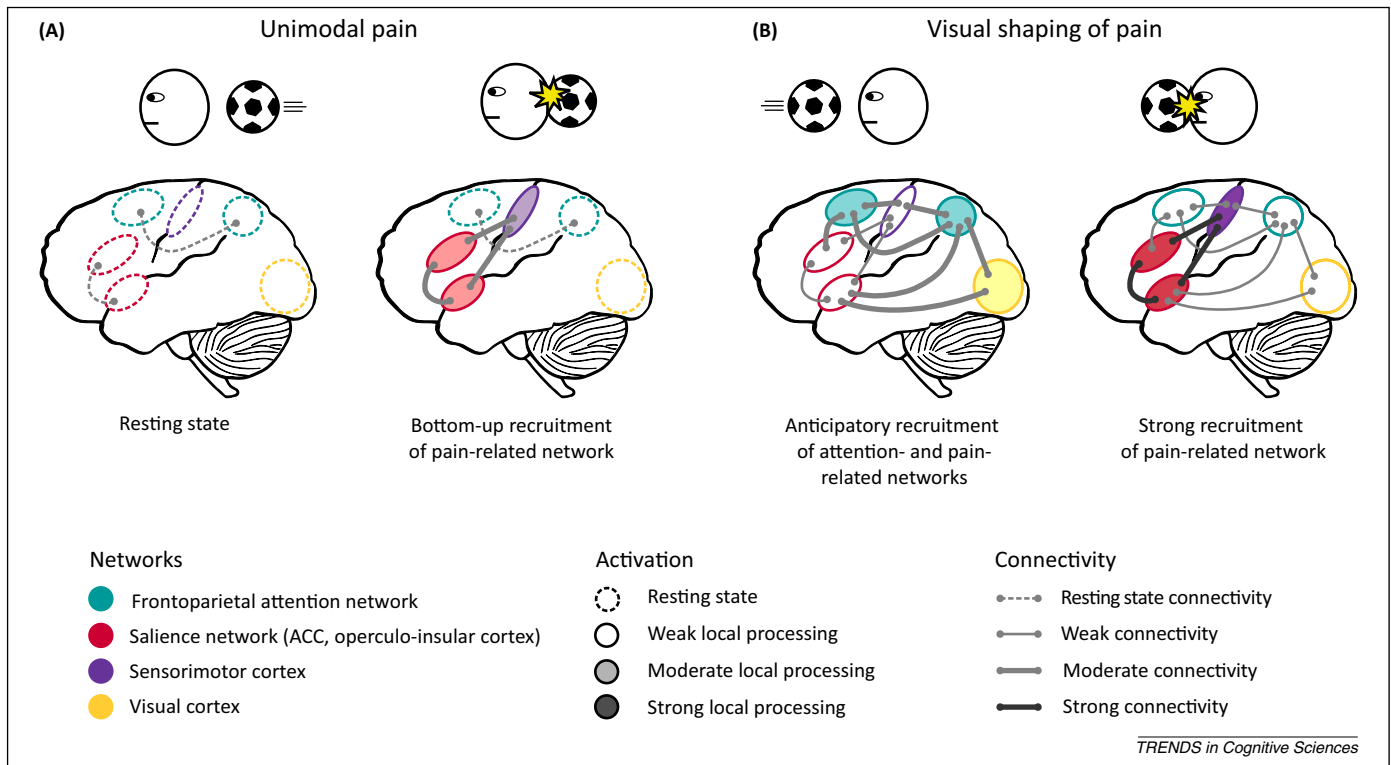 (A)
Unimodal pain
(B)
Visual shaping of pain
Resting state
Bottom-up recruitment
of pain-related network
Anticipatory recruitment
of attention- and pain-
related networks
Strong recruitment
of pain-related network
Networks
Frontoparietal attention network
Salience network (ACC, operculo-insular cortex)
Sensorimotor cortex
Visual cortex
Activation
Resting state
Weak local processing
Moderate local processing
Strong local processing
Connectivity
Resting state connectivity
Weak connectivity
Moderate connectivity
Strong connectivity
TRENDS in Cognitive Sciences